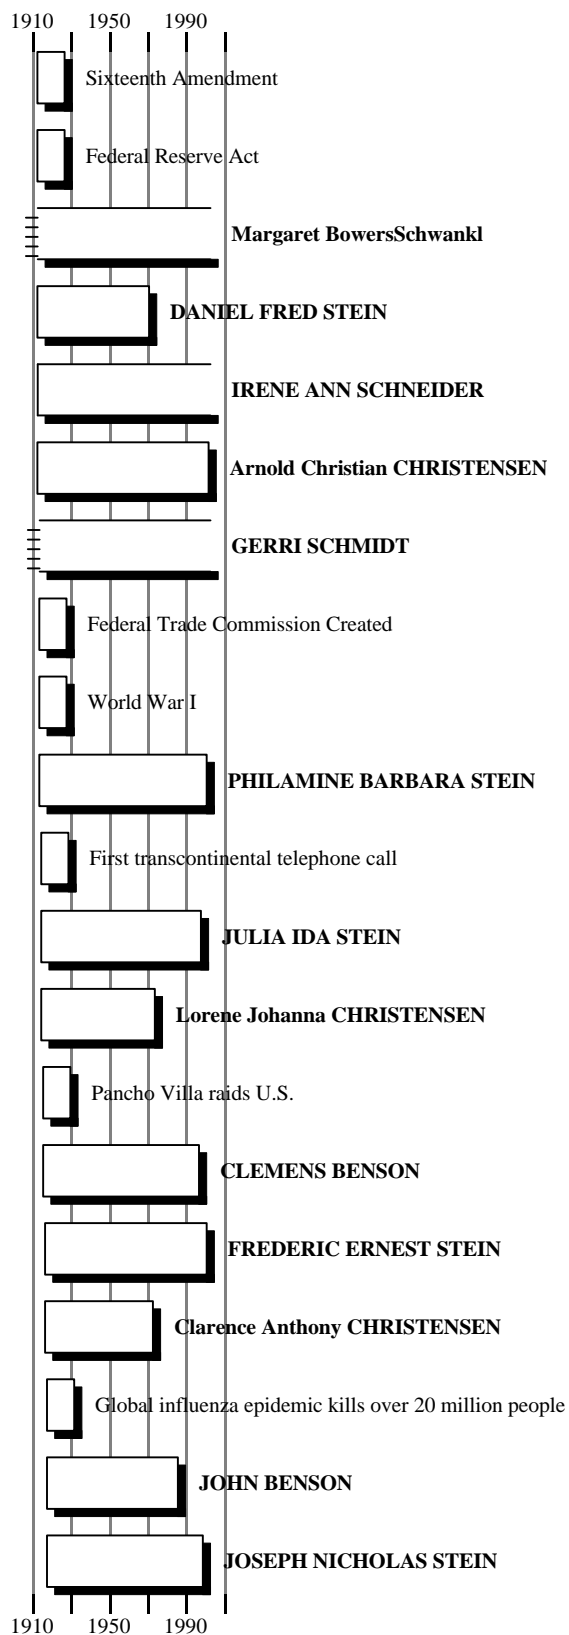 1910 1950 1990
Sixteenth Amendment
Federal Reserve Act
Margaret BowersSchwankl
DANIEL FRED STEIN
IRENE ANN SCHNEIDER
Arnold Christian CHRISTENSEN
GERRI SCHMIDT
Federal Trade Commission Created
World War I
PHILAMINE BARBARA STEIN
First transcontinental telephone call
JULIA IDA STEIN
Lorene Johanna CHRISTENSEN
Pancho Villa raids U.S.
CLEMENS BENSON
FREDERIC ERNEST STEIN
Clarence Anthony CHRISTENSEN
Global influenza epidemic kills over 20 million people
JOHN BENSON
JOSEPH NICHOLAS STEIN
1910 1950 1990